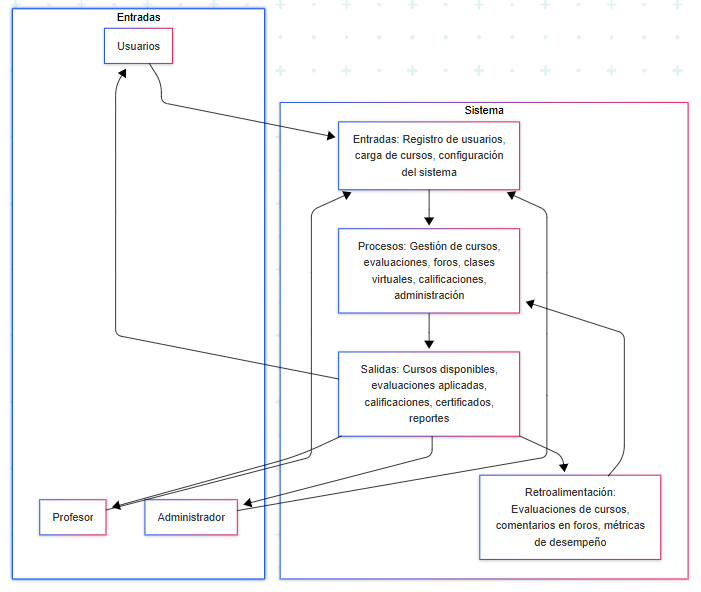 Entradas
Usuarios
Sistema
Entradas: Registro de usuarios,
carga de cursos, configuración
del sistema
Procesos: Gestión de cursos,
evaluaciones, foros, clases
virtuales, calificaciones,
administración
Salidas: Cursos disponibles,
evaluaciones aplicadas,
calificaciones, certificados,
reportes
Profesor
Administrador
Retroalimentación:
Evaluaciones de cursos,
comentarios en foros, métricas
de desempeño